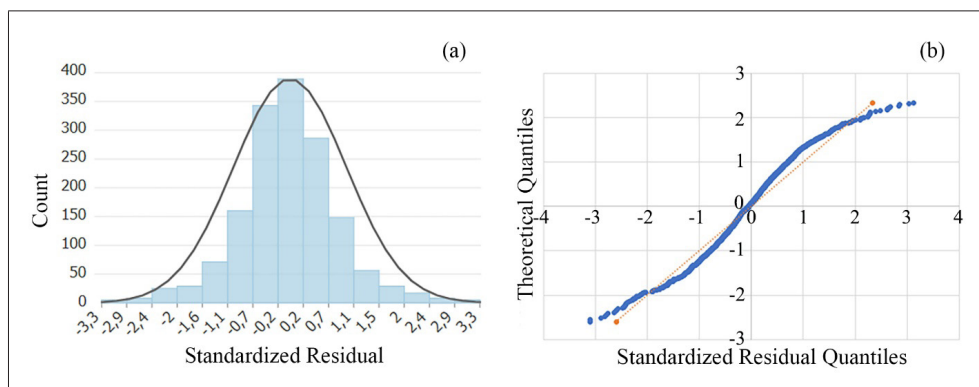 (a)
400
350
300
250
200
150
100
50
0
Count
-3,3 -2,9 -2,4 -2 -1,6 -1,1 -0,7 -0,2 0,2 0,7 1,1 1,5 2 2,4 2,9 3,3
Standardized Residual
(b)
3
2
1
0
-4 -3 -2 -1 0 1 2 3 4
-1
-2
-3
Theoretical Quantiles
Standardized Residual Quantiles